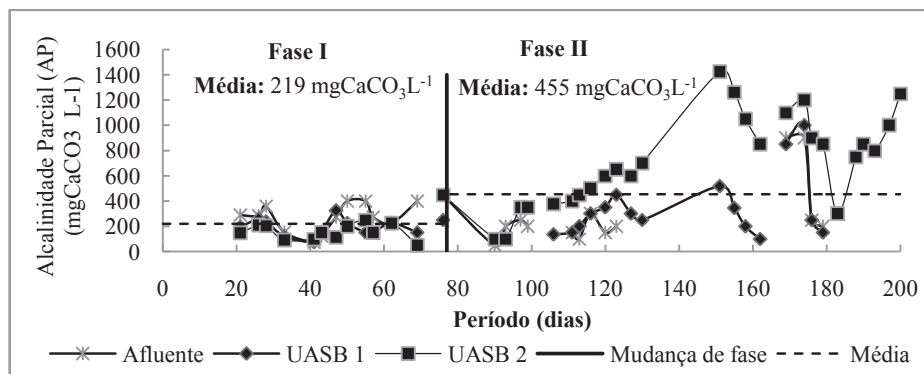 Alcalinidade Parcial (AP)
(mgCaCO3 L-1)
1600
1400
1200
1000
800
600
400
200
0
Fase I
Média: 219 mgCaCO₃L⁻¹
Fase II
Média: 455 mgCaCO₃L⁻¹
0 20 40 60 80 100 120 140 160 180 200
Período (dias)
Afluente UASB 1 UASB 2 Mudança de fase Média